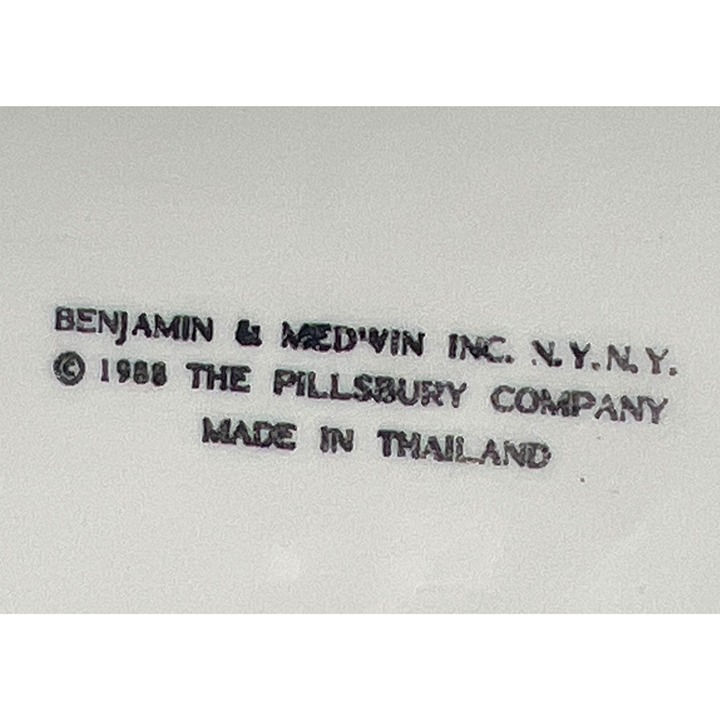 BENJAMIN & MEDWIN INC. N.Y.N.Y.
© 1988 THE PILLSBURY COMPANY
MADE IN THAILAND